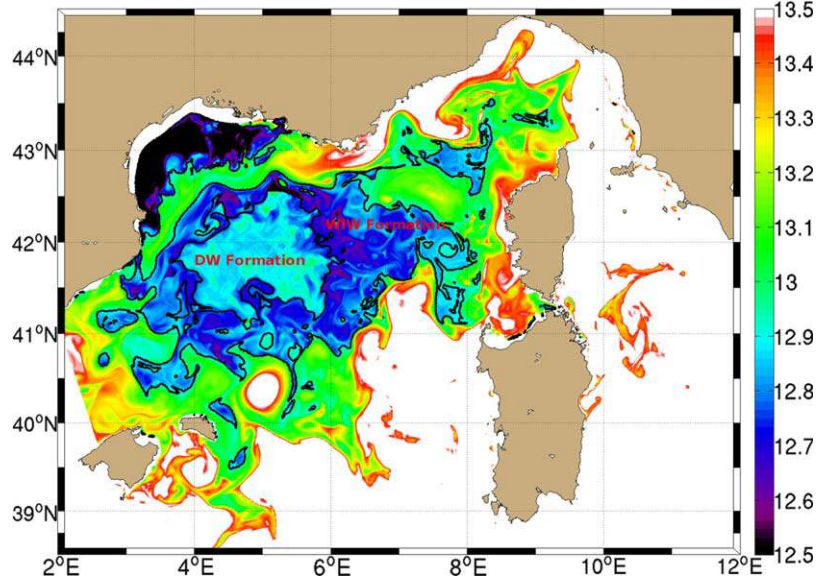 44°N
43°N
42°N
41°N
40°N
39°N
2°E
4°E
6°E
8°E
10°E
12°E
DW Formation
WIW Formation
13.5
13.4
13.3
13.2
13.1
13
12.9
12.8
12.7
12.6
12.5